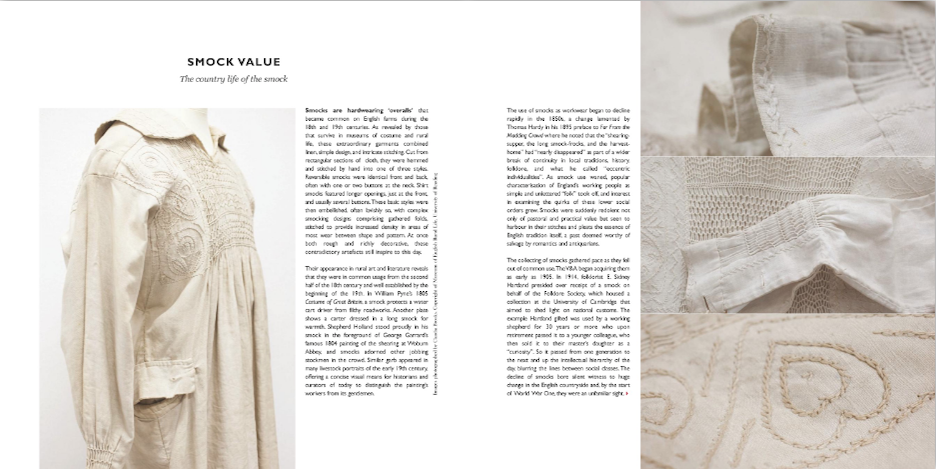 SMOCK VALUE
The country life of the smock
Smocks are hardwearing 'overalls' that
became common on English farms during the
18th and 19th centuries. As revealed by those
that survive in museums of costume and rural
life, these extraordinary garments combined
linen, simple design, and intricate stitching. Cut from
rectangular sections of cloth, they were hemmed
and stitched by hand into one of three styles.
Reversible smocks were identical front and back,
often with one or two buttons at the neck. Shirt
smocks featured longer openings, just at the front,
and usually several buttons. These basic styles were
then embellished, often lavishly so, with complex
smocking designs comprising gathered folds,
stitched to provide increased density in areas of
most wear between shape and pattern. At once
both rough and richly decorative, these
contradictory artefacts still inspire to this day.
Their appearance in rural art and literature reveals
that they were in common usage from the second
half of the 18th century and well established by the
beginning of the 19th. In William Pyne's 1805
Costume of Great Britain, a smock protects a water
cart driver from filthy roadworks. Another plate
shows a carter dressed in a long smock for
warmth. Shepherd Holland stood proudly in his
smock in the foreground of George Garrard's
famous 1804 painting of the shearing at Woburn
Abbey, and smocks adorned other jobbing
stockmen in the crowd. Similar garb appeared in
many livestock portraits of the early 19th century,
offering a concise visual means for historians and
curators of today to distinguish the painting's
workers from its gentlemen.
The use of smocks as workwear began to decline
rapidly in the 1850s, a change lamented by
Thomas Hardy in his 1895 preface to Far From the
Madding Crowd where he noted that the "shearing-
supper, the long smock-frocks, and the harvest-
home" had "nearly disappeared" as part of a wider
break of continuity in local traditions, history,
folklore, and what he called "eccentric
individualities". As smock use waned, popular
characterisation of England's working people as
simple and unlettered "folk" took off, and interest
in examining the quirks of these lower social
orders grew. Smocks were suddenly redolent not
only of pastoral and practical value but seen to
harbour in their stitches and pleats the essence of
English tradition itself, a past deemed worthy of
salvage by romantics and antiquarians.
The collecting of smocks gathered pace as they fell
out of common use. The V&A began acquiring them
as early as 1905. In 1914, folklorist E. Sidney
Hartland presided over receipt of a smock on
behalf of the Folklore Society, which housed a
collection at the University of Cambridge that
aimed to shed light on national customs. The
example Hartland gifted was used by a working
shepherd for 30 years or more who upon
retirement passed it to a younger colleague, who
then sold it to their master's daughter as a
"curiosity". So it passed from one generation to
the next and up the intellectual hierarchy of the
day, blurring the lines between social classes. The
decline of smocks bore silent witness to huge
change in the English countryside and, by the start
of World War One, they were an unfamiliar sight.